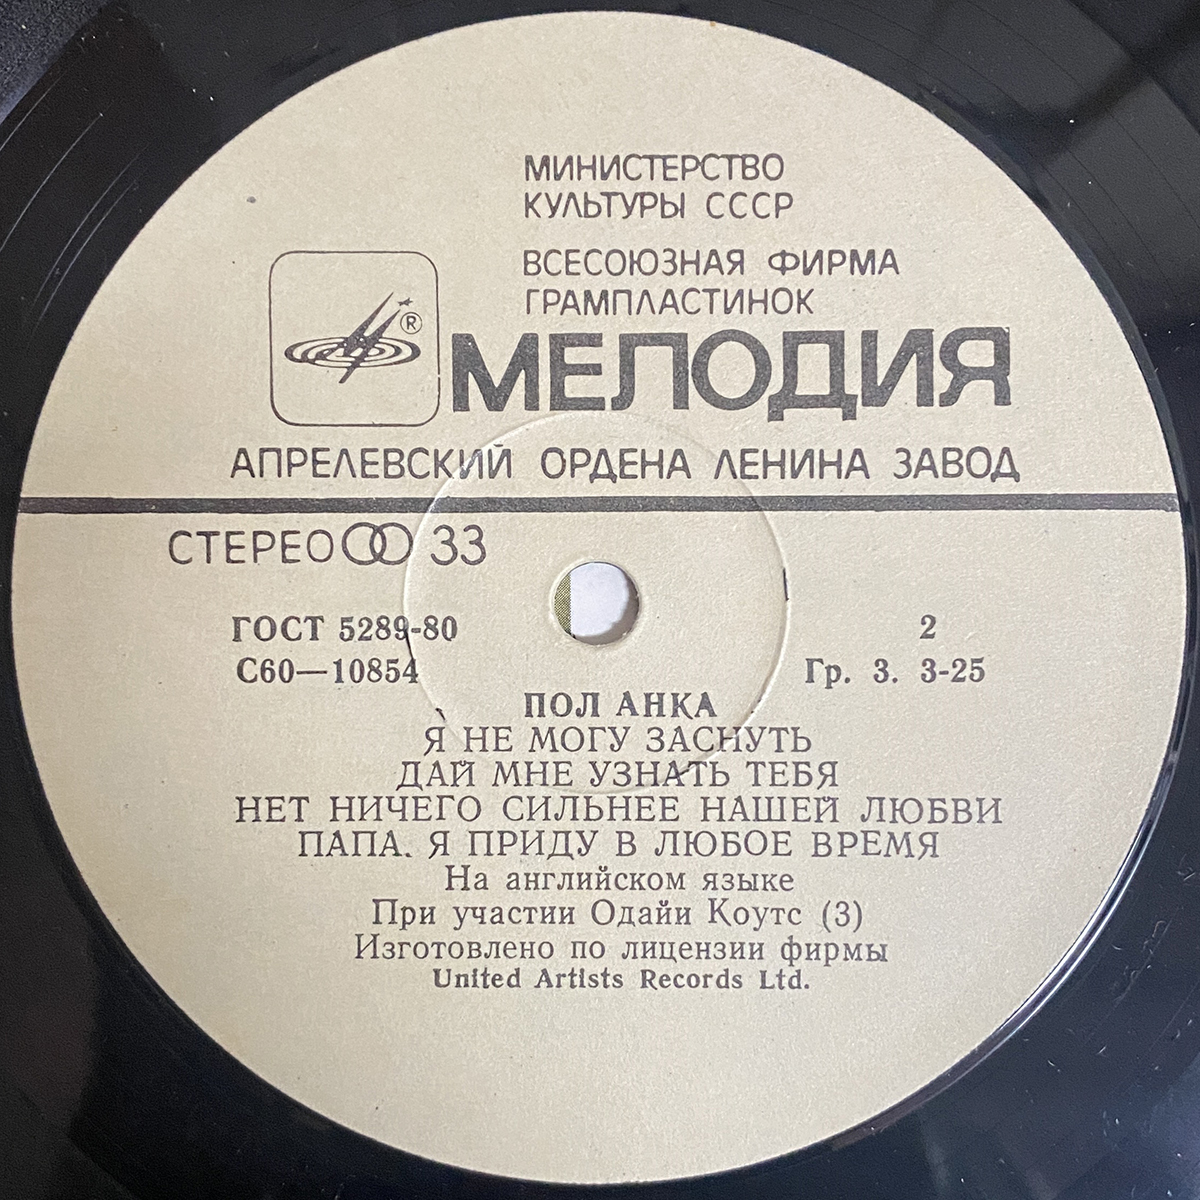 МИНИСТЕРСТВО
КУЛЬТУРЫ СССР
ВСЕСОЮЗНАЯ ФИРМА
ГРАМПЛАСТИНОК
®
МЕЛОДИЯ
АПРЕЛЕВСКИЙ ОРДЕНА ЛЕНИНА ЗАВОД
СТЕРЕО 33
ГОСТ 5289-80 2
С60—10854 Гр. 3. 3-25
ПОЛ АНКА
Я НЕ МОГУ ЗАСНУТЬ
ДАЙ МНЕ УЗНАТЬ ТЕБЯ
НЕТ НИЧЕГО СИЛЬНЕЕ НАШЕЙ ЛЮБВИ
ПАПА. Я ПРИДУ В ЛЮБОЕ ВРЕМЯ
На английском языке
При участии Одайи Коутс (3)
Изготовлено по лицензии фирмы
United Artists Records Ltd.